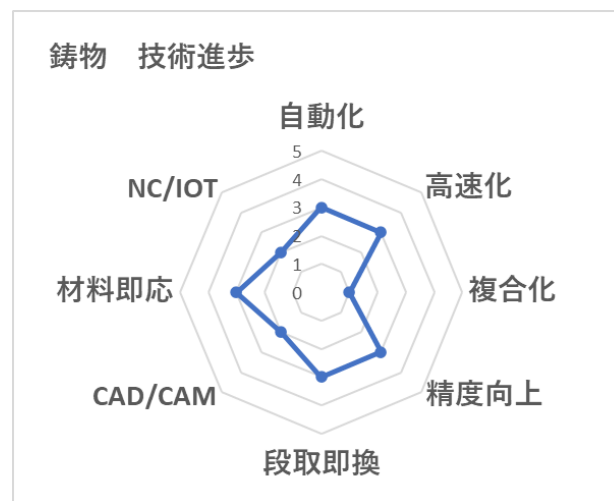 鋳物　技術進歩
自動化
5
4
3
2
1
0
高速化
複合化
精度向上
段取即換
CAD/CAM
材料即応
NC/IOT